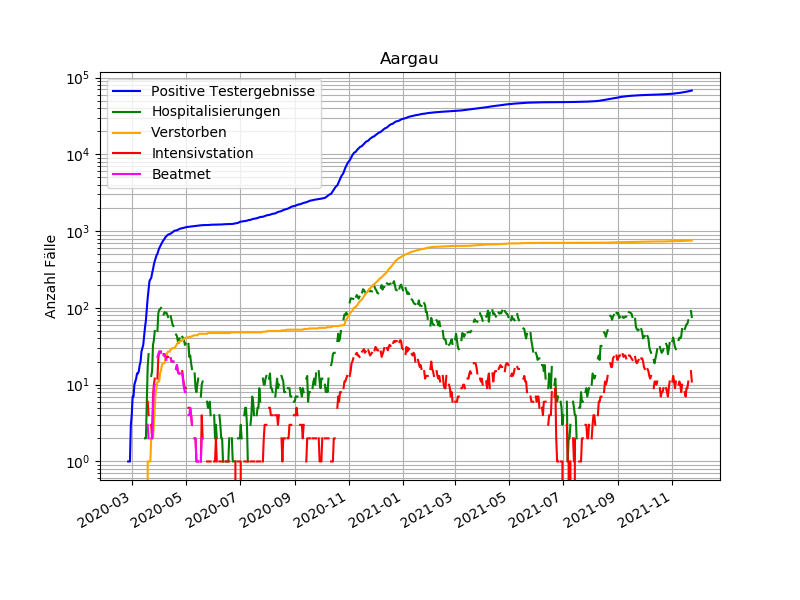 Aargau
10^5
10^4
10^3
10^2
10^1
10^0
Anzahl Fälle
Positive Testergebnisse
Hospitalisierungen
Verstorben
Intensivstation
Beatmet
2020-03
2020-05
2020-07
2020-09
2020-11
2021-01
2021-03
2021-05
2021-07
2021-09
2021-11